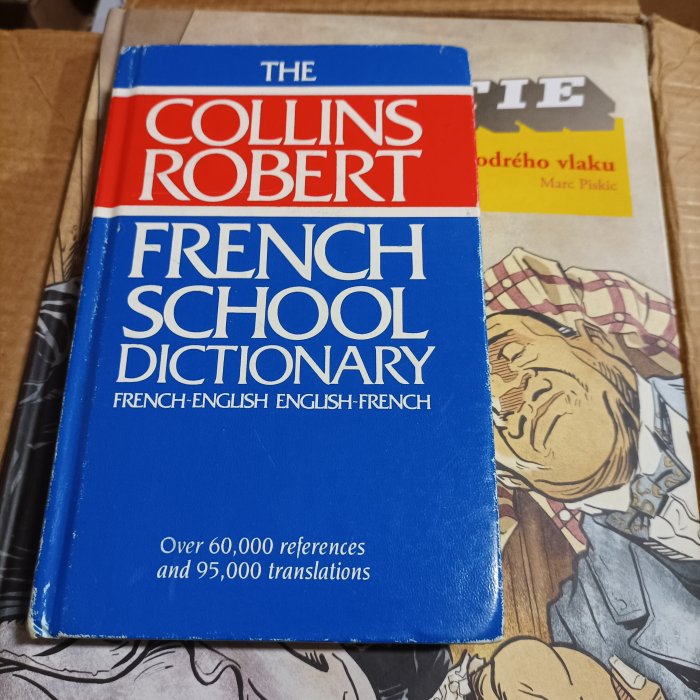 THE
COLLINS
ROBERT
FRENCH
SCHOOL
DICTIONARY
FRENCH-ENGLISH ENGLISH-FRENCH
Over 60,000 references
and 95,000 translations
TIE
odrého vlaku
Marc Piskic